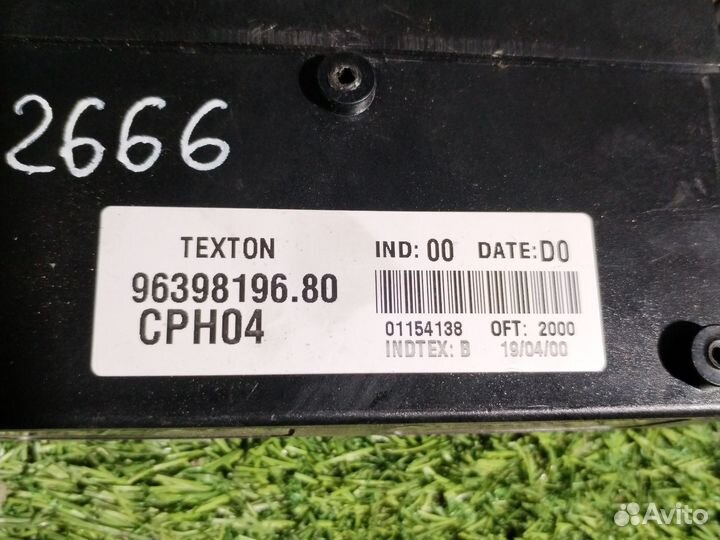 2666
TEXTON
IND: 00 DATE: D0
96398196.80
CPH04
01154138 OFT: 2000
INDTEX: B 19/04/00
Avito